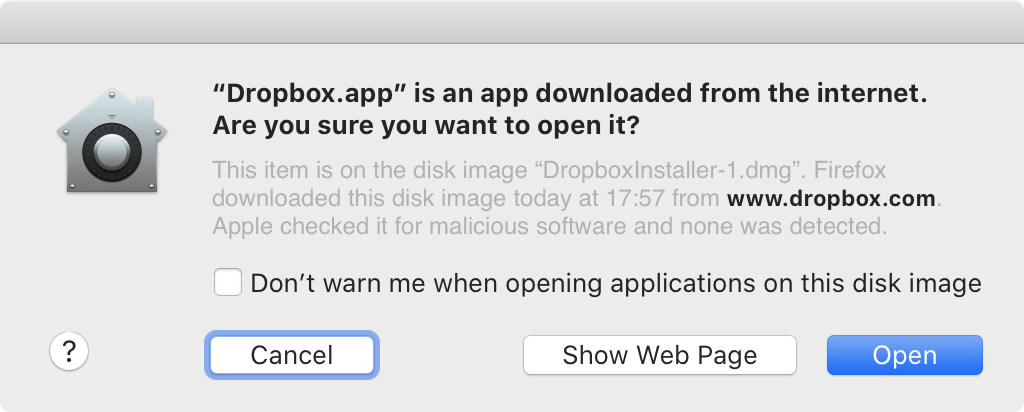 “Dropbox.app” is an app downloaded from the internet.
Are you sure you want to open it?
This item is on the disk image “DropboxInstaller-1.dmg”. Firefox
downloaded this disk image today at 17:57 from www.dropbox.com.
Apple checked it for malicious software and none was detected.
Don’t warn me when opening applications on this disk image
?
Cancel
Show Web Page
Open